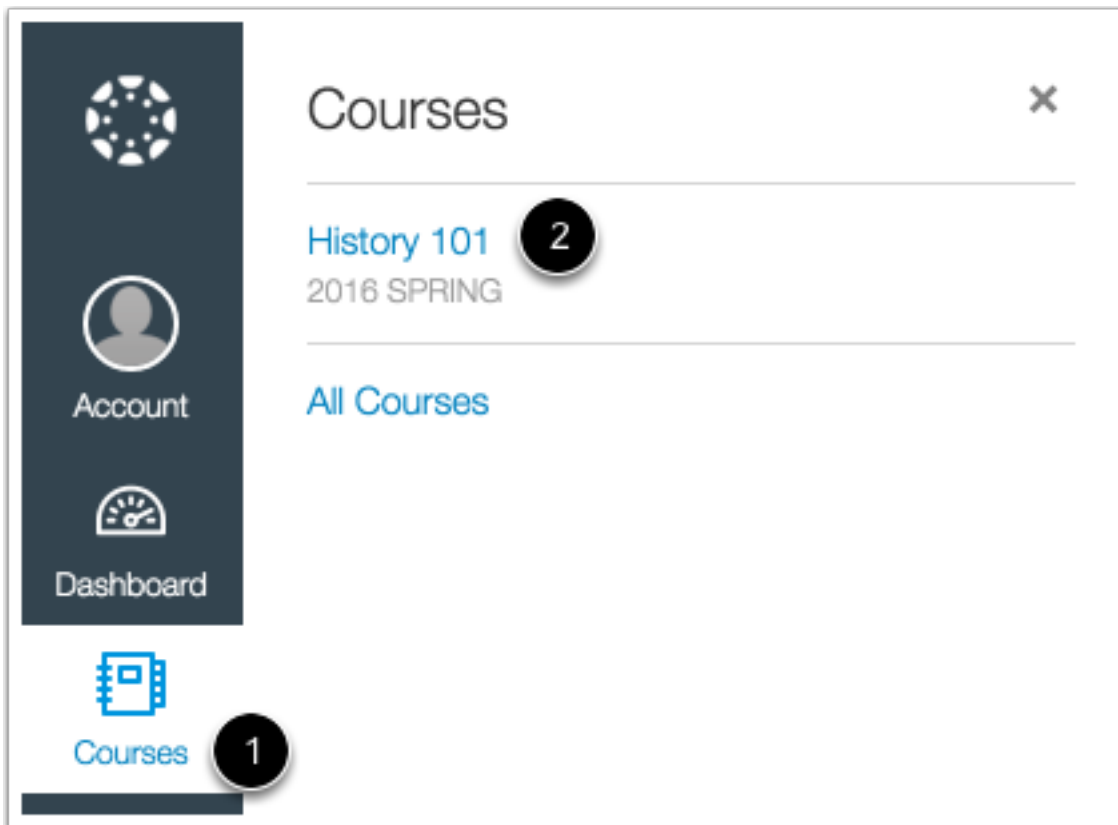 Courses
History 101
2
2016 SPRING
All Courses
Account
Dashboard
Courses
1